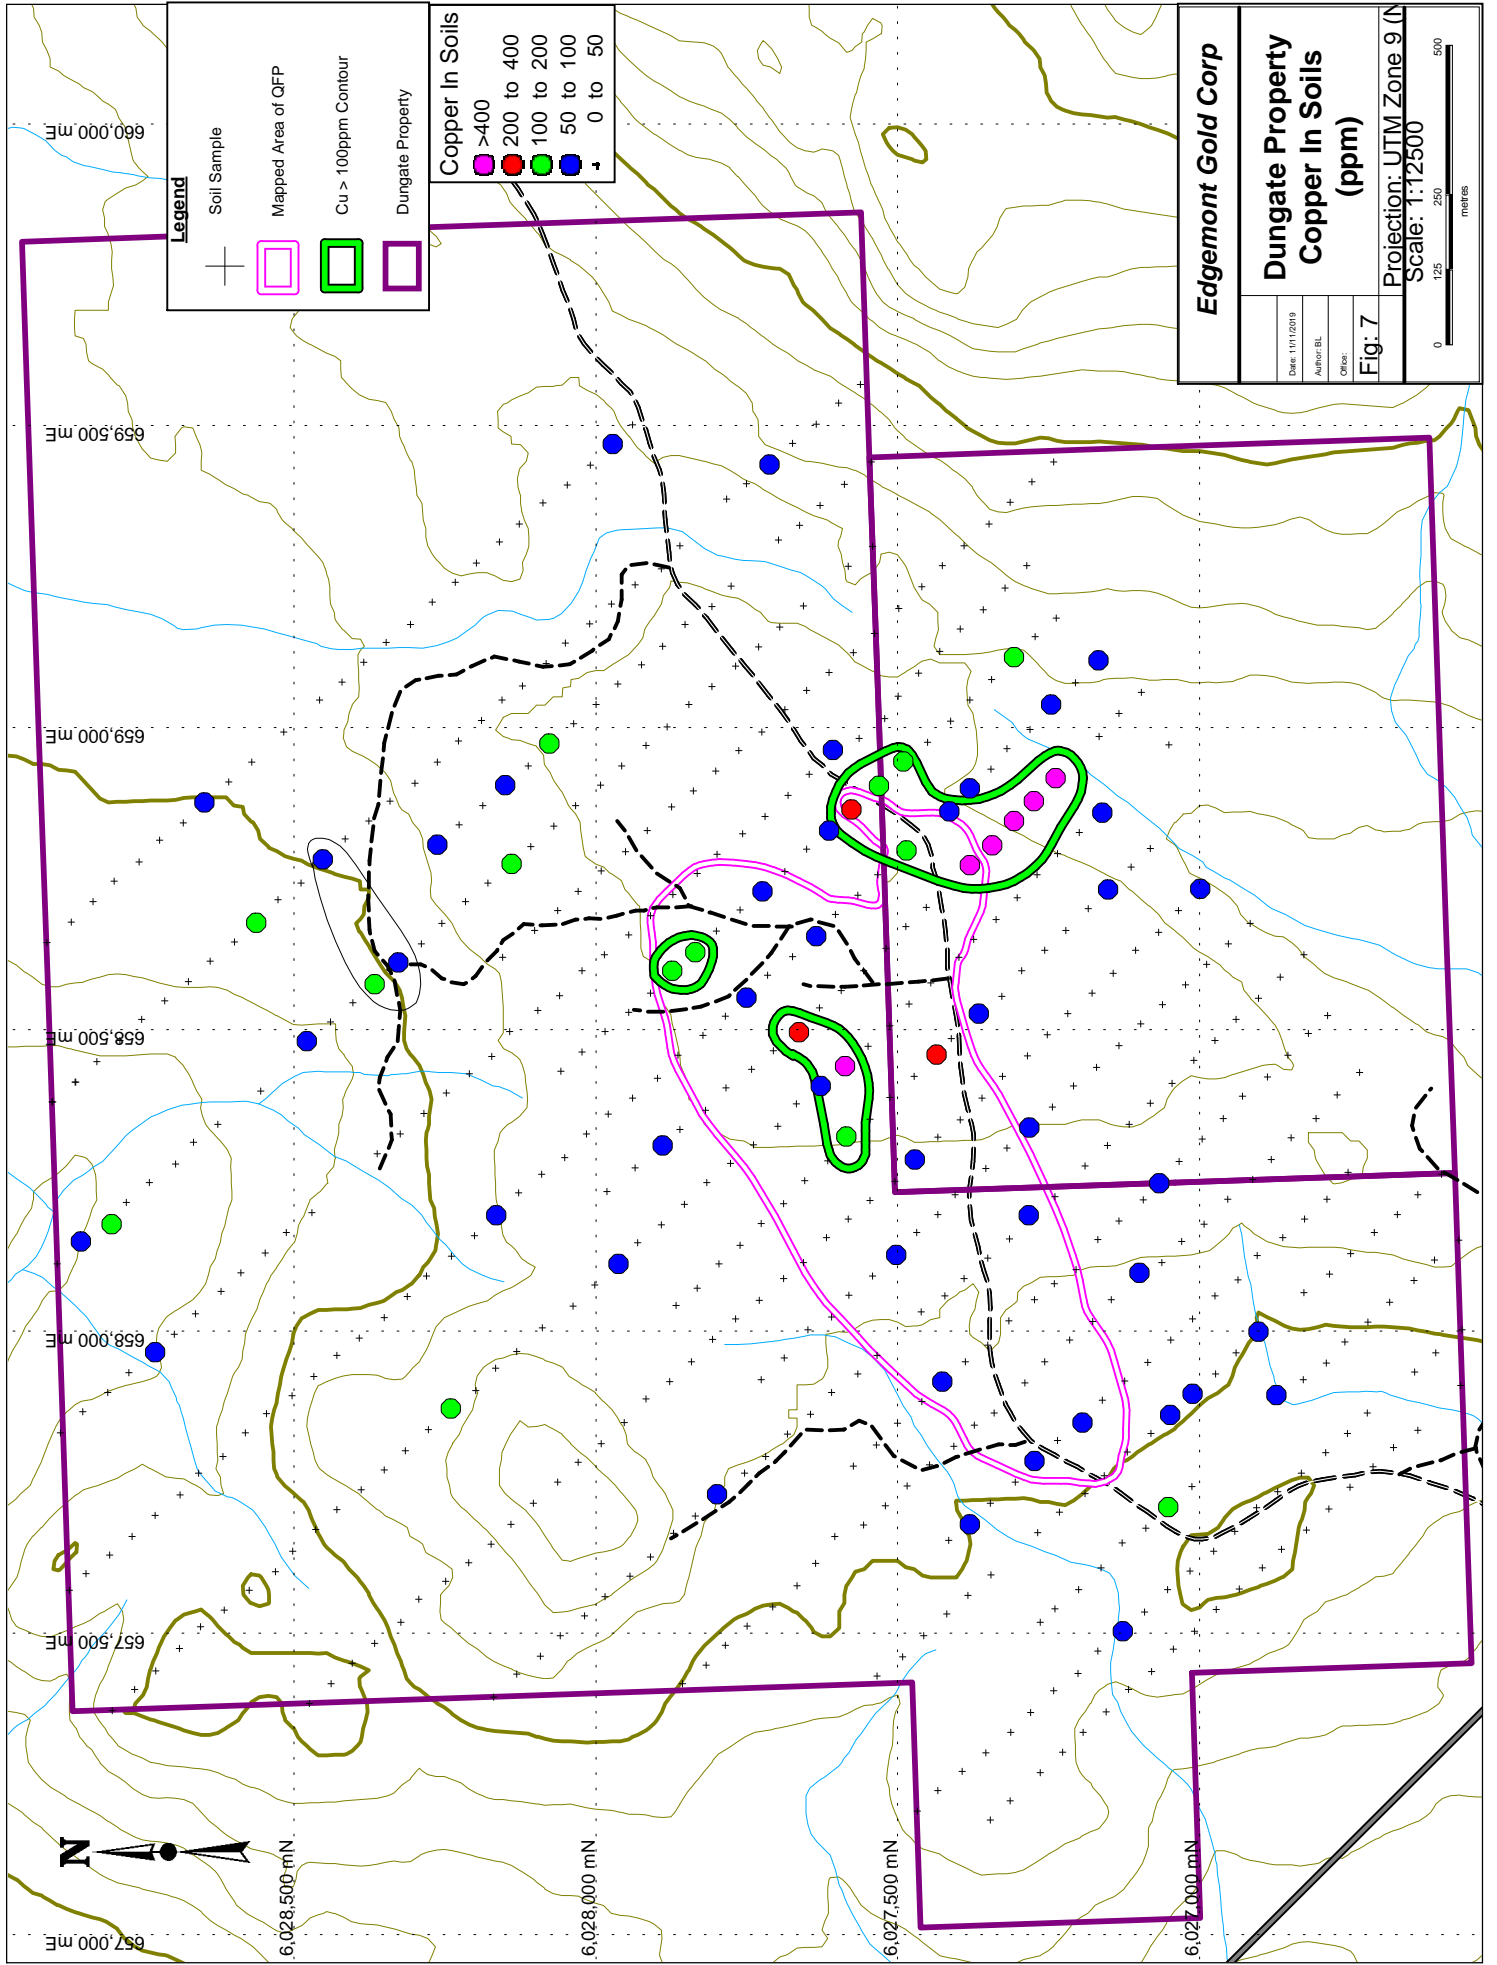 Legend
Soil Sample
Mapped Area of QFP
Cu > 100ppm Contour
Dungate Property
Copper In Soils
>400
200 to 400
100 to 200
50 to 100
0 to 50
657,000 mE
657,500 mE
658,000 mE
658,500 mE
659,000 mE
659,500 mE
660,000 mE
6,028,500 mN
6,028,000 mN
6,027,500 mN
6,027,000 mN
N
Edgemont Gold Corp
Dungate Property
Copper In Soils
(ppm)
Date: 11/11/2019
Author: BL
Office:
Fig: 7
Projection: UTM Zone 9 (N
Scale: 1:12500
0 125 250 500
metres